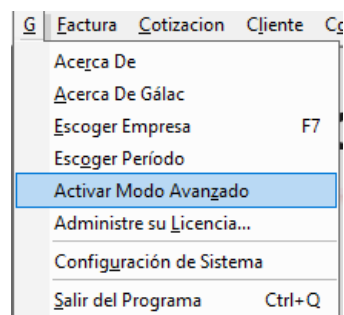 G Factura Cotizacion Cliente
Acerca De
Acerca De Gálac
Escoger Empresa F7
Escoger Período
Activar Modo Avanzado
Administre su Licencia...
Configuración de Sistema
Salir del Programa Ctrl+Q